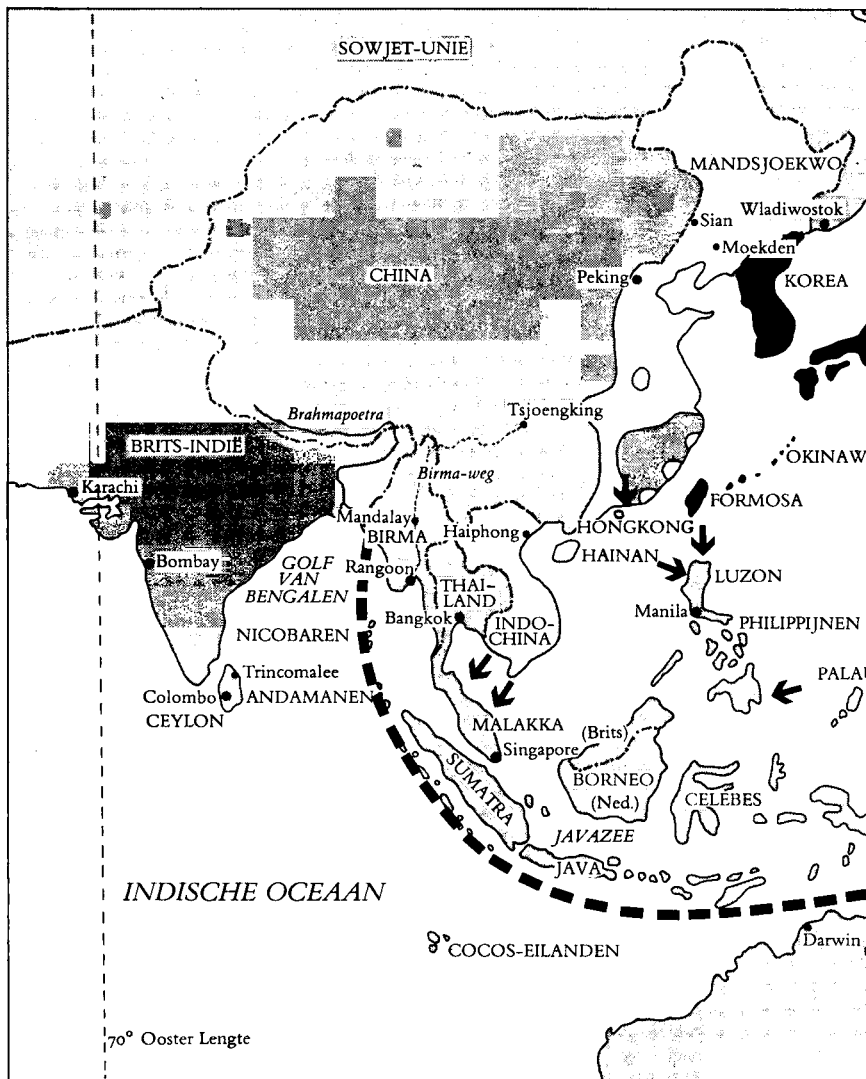 SOWJET-UNIE
MANDSJOEKWO
Wladiwostok
Sian
Moekden
CHINA
Peking
KOREA
Brahmapoetra
Tsjoengking
BRITS-INDIË
OKINAW
Birma-weg
Karachi
FORMOSA
Mandalay
HONGKONG
BIRMA
Haiphong
HAINAN
Bombay
GOLF
VAN
BENGALEN
Rangoon
THAI-
LAND
LUZON
Bangkok
INDO-
CHINA
Manila
PHILIPPIJNEN
NICOBAREN
Trincomalee
PALAU
Colombo
ANDAMANEN
CEYLON
MALAKKA
(Brits)
Singapore
SUMATRA
BORNEO
(Ned.)
CELEBES
JAVAZEE
JAVA
INDISCHE OCEAAN
COCOS-EILANDEN
Darwin
70° Ooster Lengte